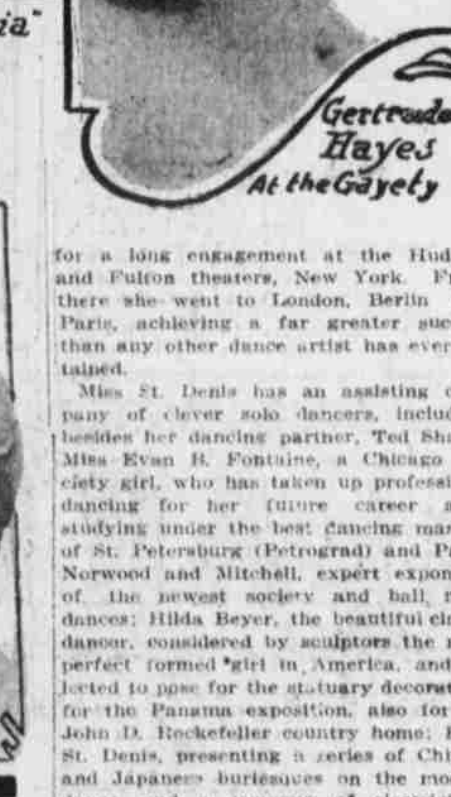 ia"
Gertrude
Hayes
At the Gayety
for a long engagement at the Hud
and Fulton theaters, New York. Fr
there she went to London, Berlin
Paris, achieving a far greater suc
than any other dance artist has ever
tained.
Miss St. Denis has an assisting c
pany of clever solo dancers, includ
besides her dancing partner, Ted Sha
Miss Evan B. Fontaine, a Chicago
ciety girl, who has taken up professi
dancing for her future career a
studying under the best dancing mas
of St. Petersburg (Petrograd) and Pa
Norwood and Mitchell, expert expon
of the newest society and ball r
dances; Hilda Beyer, the beautiful cla
dancer, considered by sculptors the m
perfect formed girl in America, and
lected to pose for the statuary decorat
for the Panama exposition, also for
John D. Rockefeller country home;
St. Denis, presenting a series of Chi
and Japanese burlesques on the mo